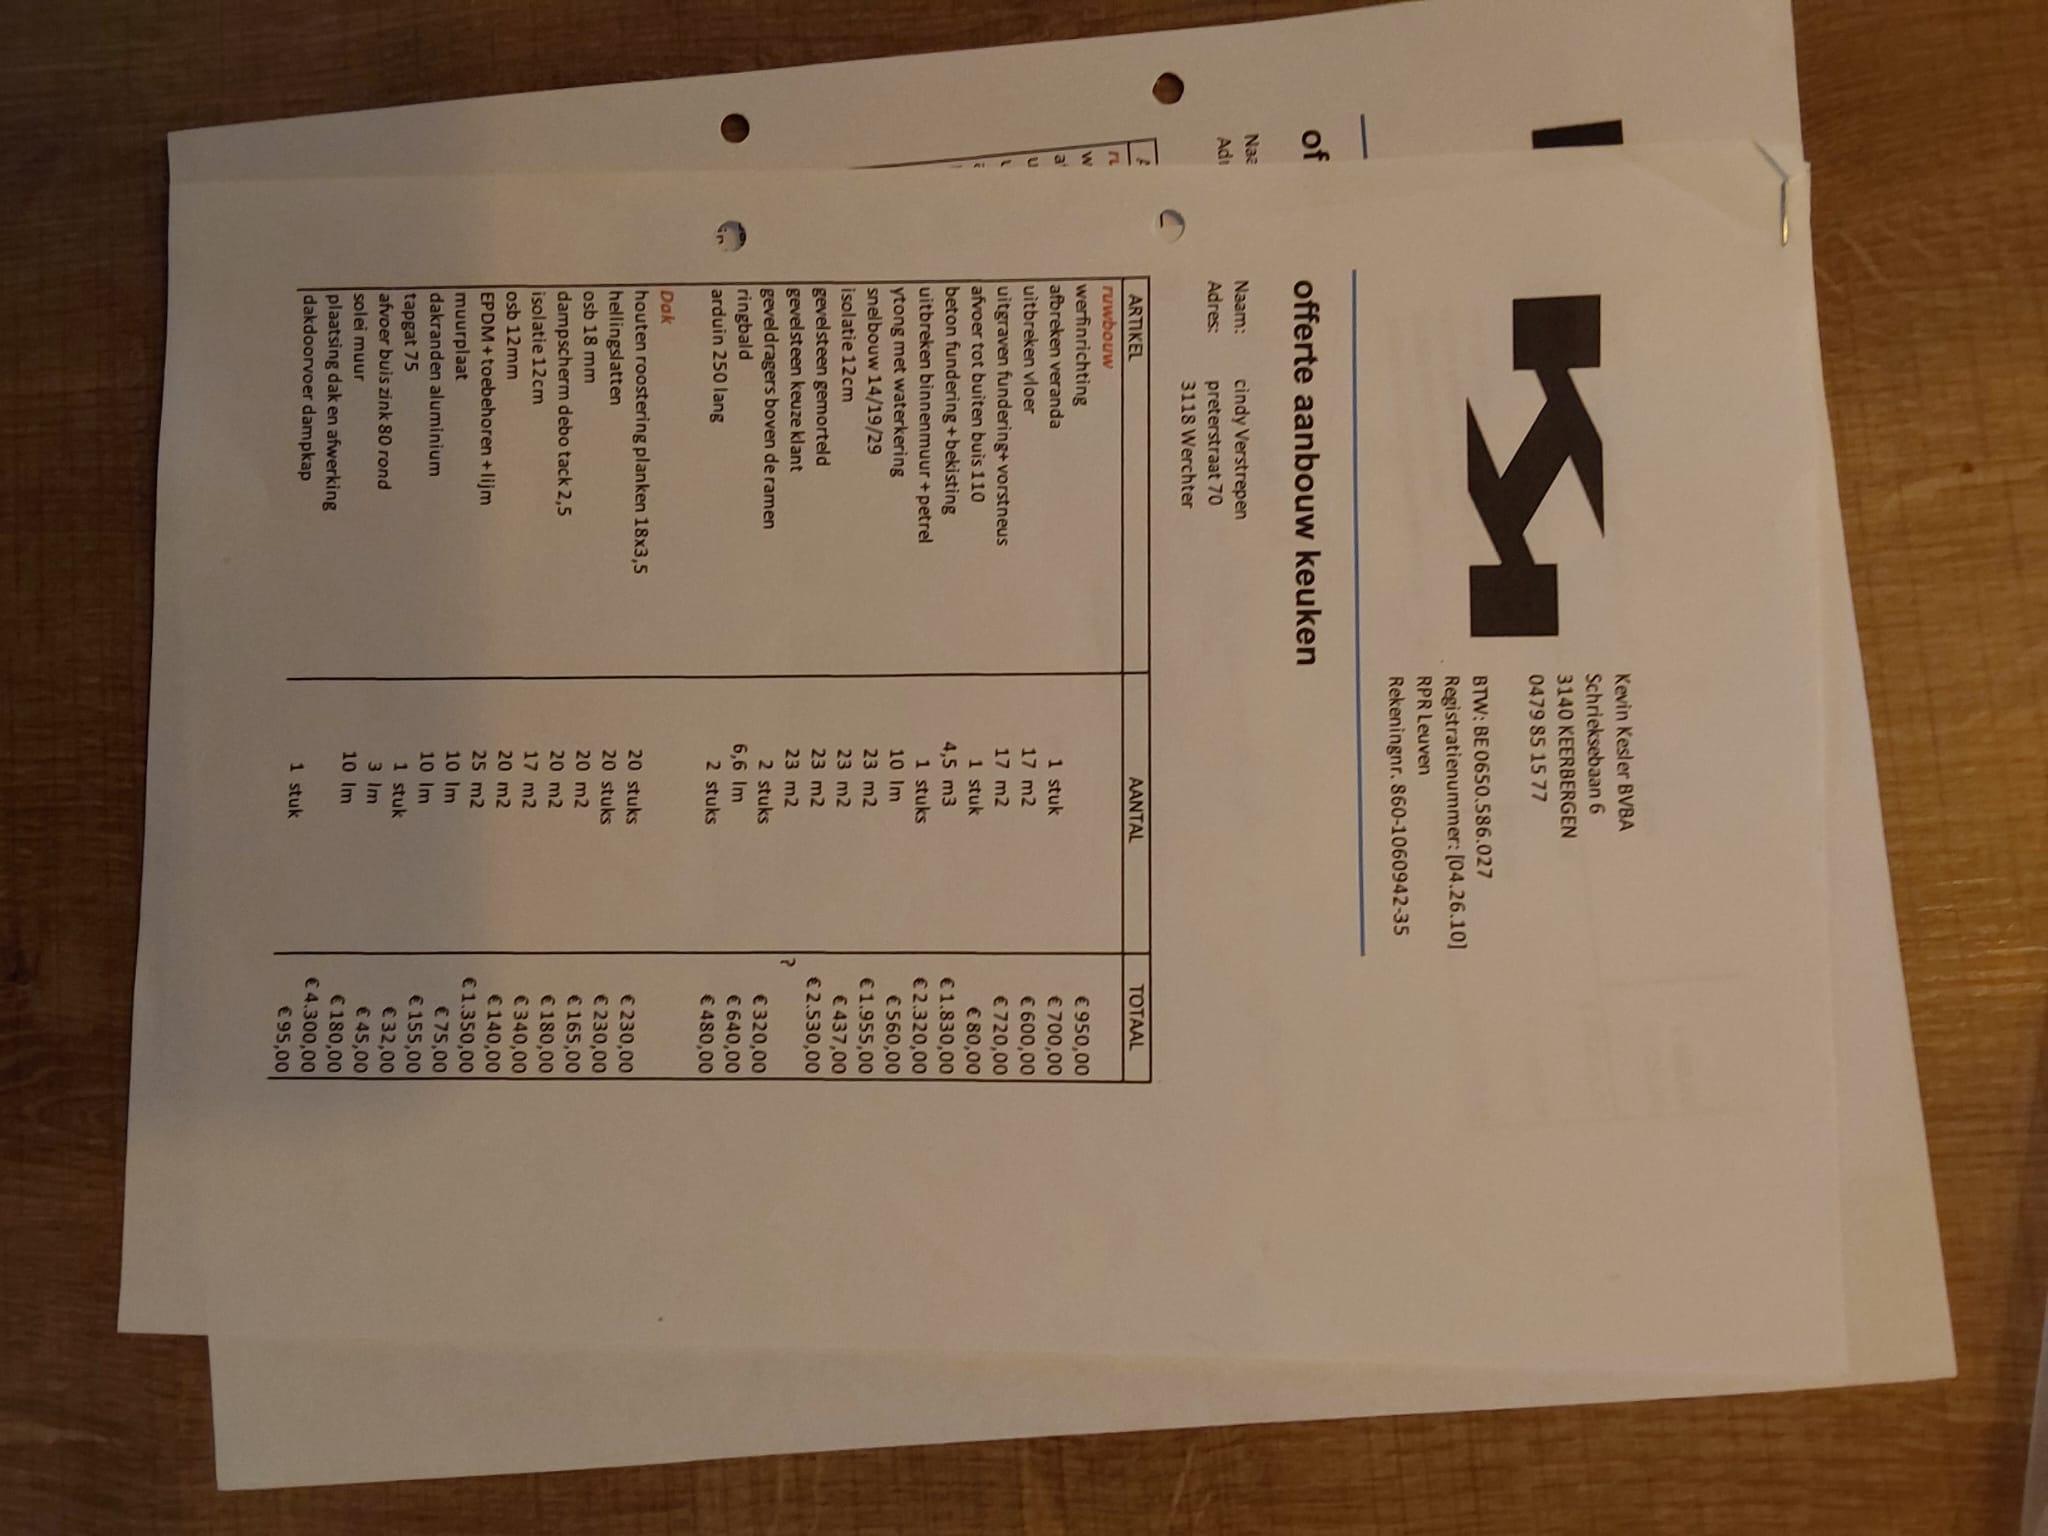 Kevin Kesler BVBA
Schrieksebaan 6
3140 KEERBERGEN
0479 85 15 77
BTW: BE 0650.586.027
Registratienummer: [04.26.10]
RPR Leuven
Rekeningnr. 860-1060942-35
offerte aanbouw keuken
Naam: cindy Verstrepen
Adres: preterstraat 70
3118 Werchter
ARTIKEL AANTAL TOTAAL
ruwbouw
werfinrichting € 950,00
afbreken veranda 1 stuk € 700,00
uitbreken vloer 17 m2 € 600,00
uitgraven fundering+ vorstneus 17 m2 € 720,00
afvoer tot buiten buis 110 1 stuk € 80,00
beton fundering + bekisting 4,5 m3 € 1.830,00
uitbreken binnenmuur + petrel 1 stuks € 2.320,00
ytong met waterkering 10 lm € 560,00
snelbouw 14/19/29 23 m2 € 1.955,00
isolatie 12cm 23 m2 € 437,00
gevelsteen gemorteld 23 m2 € 2.530,00
gevelsteen keuze klant 23 m2 ?
geveldragers boven de ramen 2 stuks € 320,00
ringbald 6,6 lm € 640,00
arduin 250 lang 2 stuks € 480,00
Dak
houten roostering planken 18x3,5 20 stuks € 230,00
hellingslatten 20 stuks € 230,00
osb 18 mm 20 m2 € 165,00
dampscherm debo tack 2,5 20 m2 € 180,00
isolatie 12cm 17 m2 € 340,00
osb 12mm 20 m2 € 140,00
EPDM + toebehoren + lijm 25 m2 € 1.350,00
muurplaat 10 lm € 75,00
dakranden aluminium 10 lm € 155,00
tapgat 75 1 stuk € 32,00
afvoer buis zink 80 rond 3 lm € 45,00
solei muur 10 lm € 180,00
plaatsing dak en afwerking € 4.300,00
dakdoorvoer dampkap 1 stuk € 95,00
of